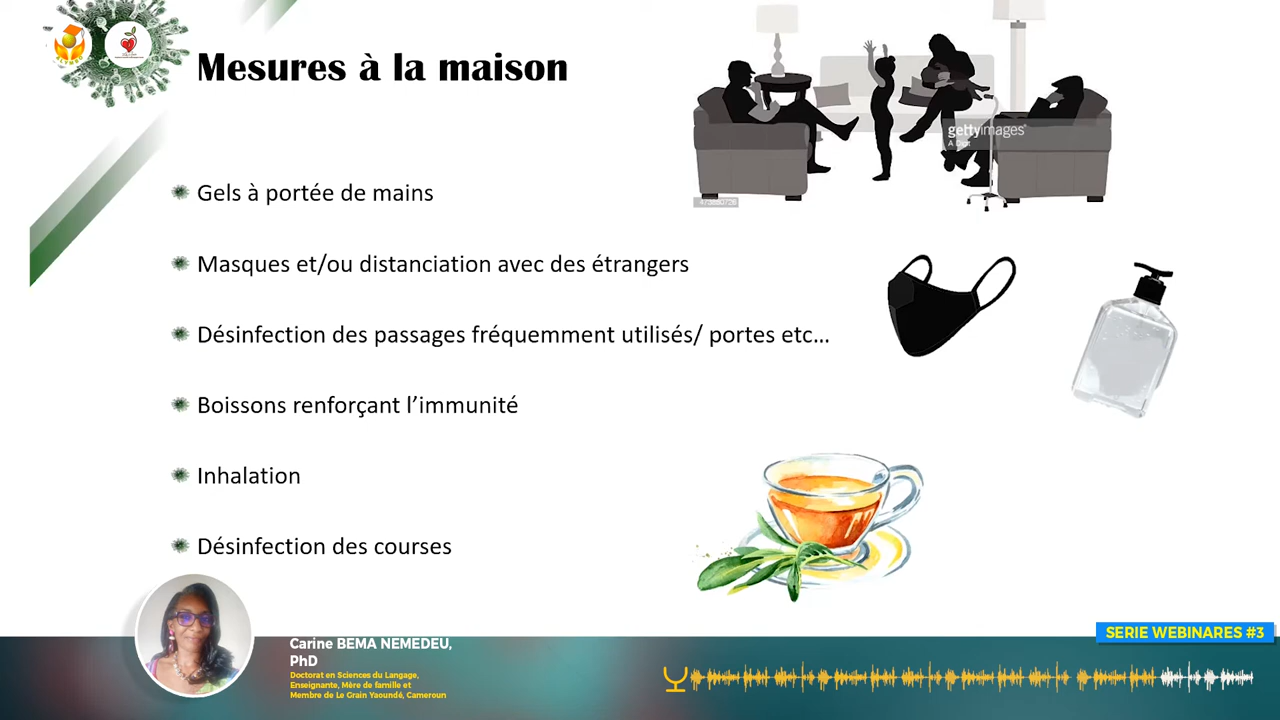 Mesures à la maison
gettyimages®
Gels à portée de mains
Masques et/ou distanciation avec des étrangers
Désinfection des passages fréquemment utilisés/ portes etc…
Boissons renforçant l’immunité
Inhalation
Désinfection des courses
SERIE WEBINARES #3
Carine BEMA NEMEDEU,
PhD
Doctorat en Sciences du Langage,
Enseignante, Mère de famille et
Membre de Le Grain Yaoundé, Cameroun